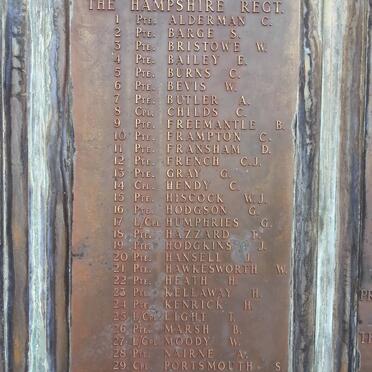 THE HAMPSHIRE REGT.
1 PTE. ALDERMAN C.
2 PTE. BARGE S.
3 PTE. BRISTOWE W.
4 PTE. BAILEY E.
5 PTE. BURNS C.
6 PTE. BEVIS W.
7 PTE. BUTLER A.
8 CPL. CHILDS C.
9 PTE. FREEMANTLE B.
10 PTE. FRAMPTON C.
11 PTE. FRANSHAM D.
12 PTE. FRENCH C.J.
13 PTE. GRAY G.
14 CPL. HENDY C.
15 PTE. HISCOCK W.J.
16 PTE. HODGSON G.
17 L/CPL HUMPHRIES G.
18 PTE. HAZZARD F.
19 PTE. HODGKINS J.
20 PTE. HANSELL J.
21 PTE. HAWKESWORTH W.
22 PTE. HEATH H.
23 PTE. KELLAWAY H.
24 PTE. KENRICK H.
25 L/CPL LIGHT T.
26 PTE. MARSH B.
27 L/CPL MOODY W.
28 PTE. NAIRNE A.
29 CPL. PORTSMOUTH S.